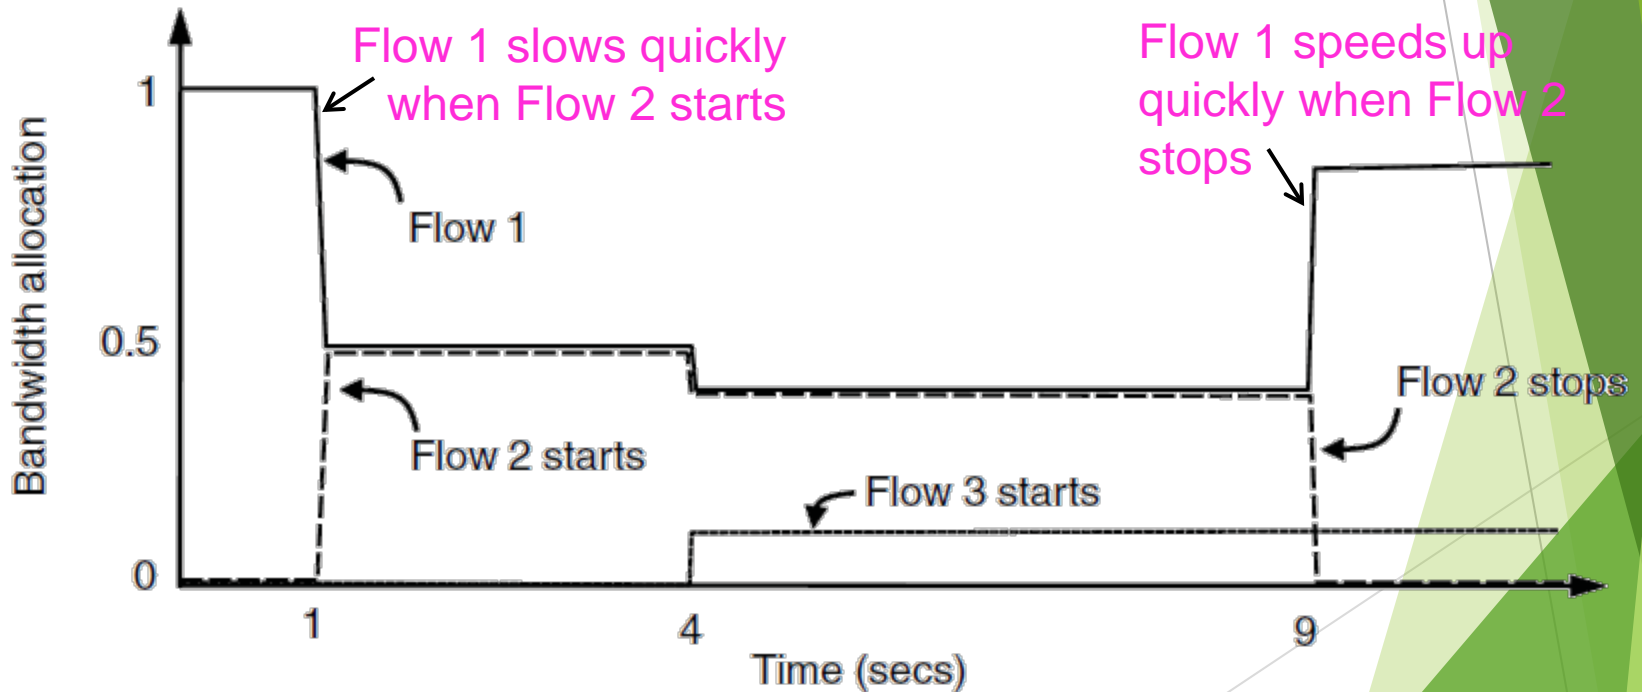 Flow 1 slows quickly
when Flow 2 starts
Flow 1 speeds up
quickly when Flow 2
stops
Bandwidth allocation
1
0.5
0
Flow 1
Flow 2 starts
Flow 3 starts
Flow 2 stops
1
4
9
Time (secs)